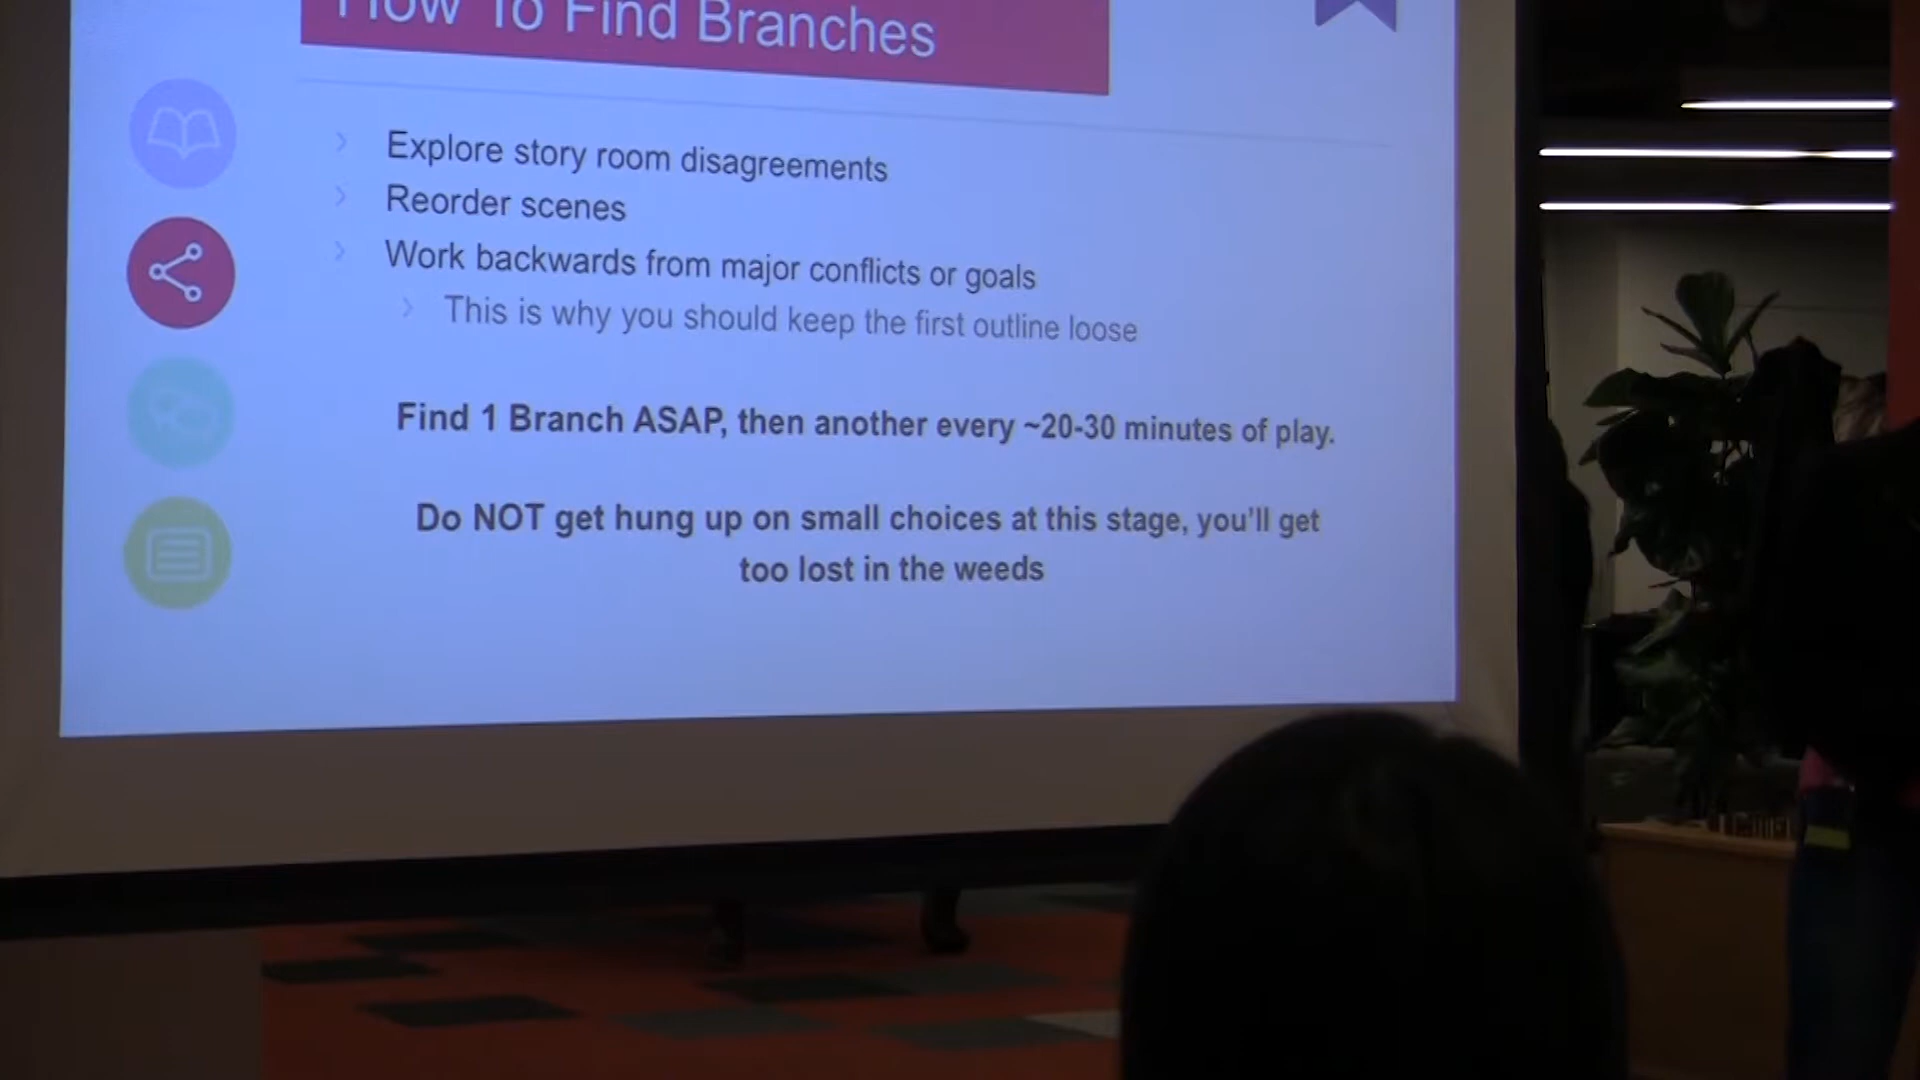 How To Find Branches
Explore story room disagreements
Reorder scenes
Work backwards from major conflicts or goals
This is why you should keep the first outline loose
Find 1 Branch ASAP, then another every ~20-30 minutes of play.
Do NOT get hung up on small choices at this stage, you'll get
too lost in the weeds